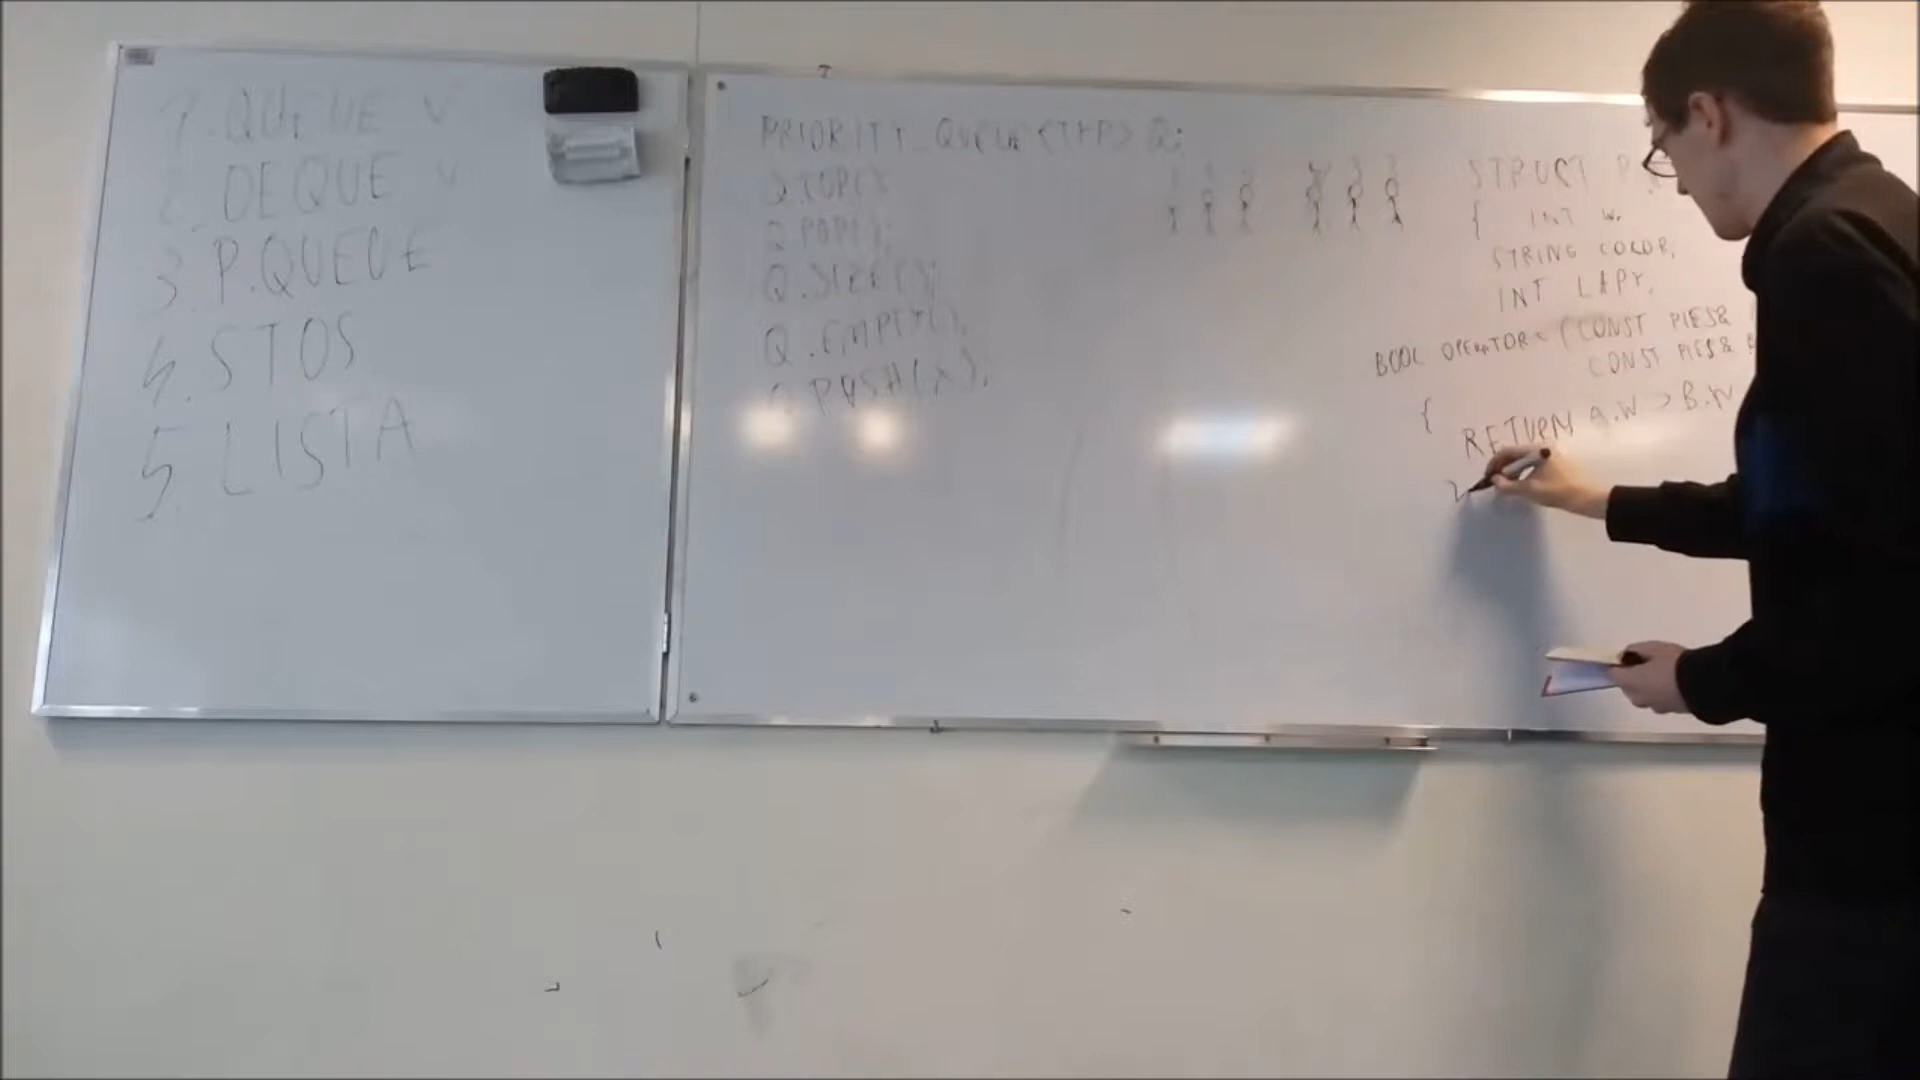 1. QUEUE V
2. DEQUE V
3. P.QUEUE
4. STOS
5. LISTA
PRIORITY_QUEUE <TYP> Q;
Q.TOP();
Q.POP();
Q.SIZE();
Q.EMPTY();
Q.PUSH(X);
STRUCT
{ INT W,
STRING COLOR,
INT LAPY,
BOOL OPERATOR< (CONST PIES&
CONST PIES&
{
RETURN A.W > B.W